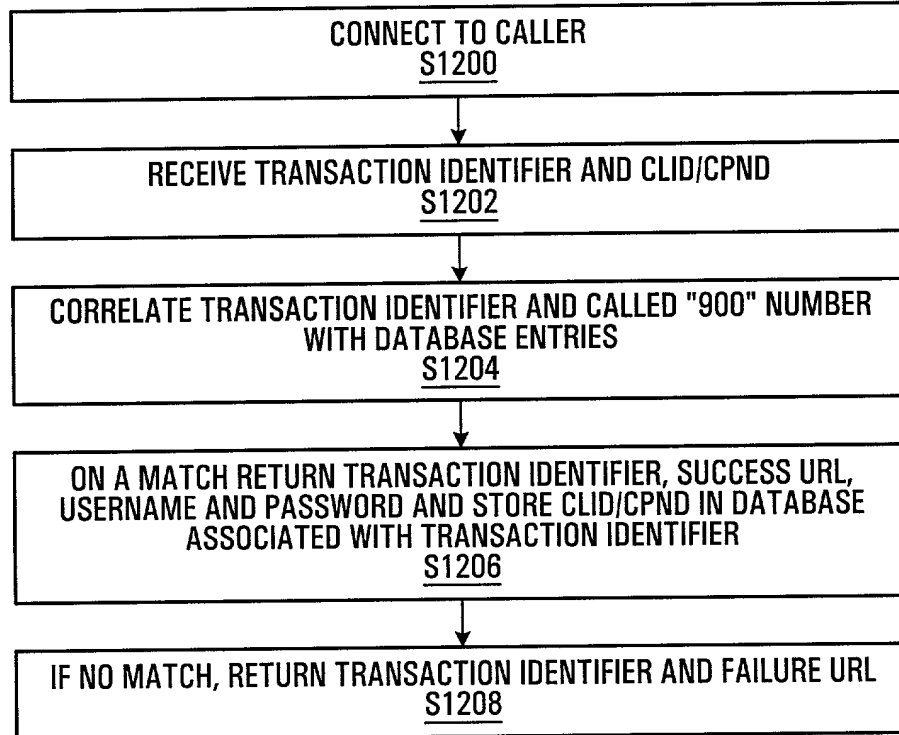 CONNECT TO CALLER
S1200
RECEIVE TRANSACTION IDENTIFIER AND CLID/CPND
S1202
CORRELATE TRANSACTION IDENTIFIER AND CALLED "900" NUMBER
WITH DATABASE ENTRIES
S1204
ON A MATCH RETURN TRANSACTION IDENTIFIER, SUCCESS URL,
USERNAME AND PASSWORD AND STORE CLID/CPND IN DATABASE
ASSOCIATED WITH TRANSACTION IDENTIFIER
S1206
IF NO MATCH, RETURN TRANSACTION IDENTIFIER AND FAILURE URL
S1208